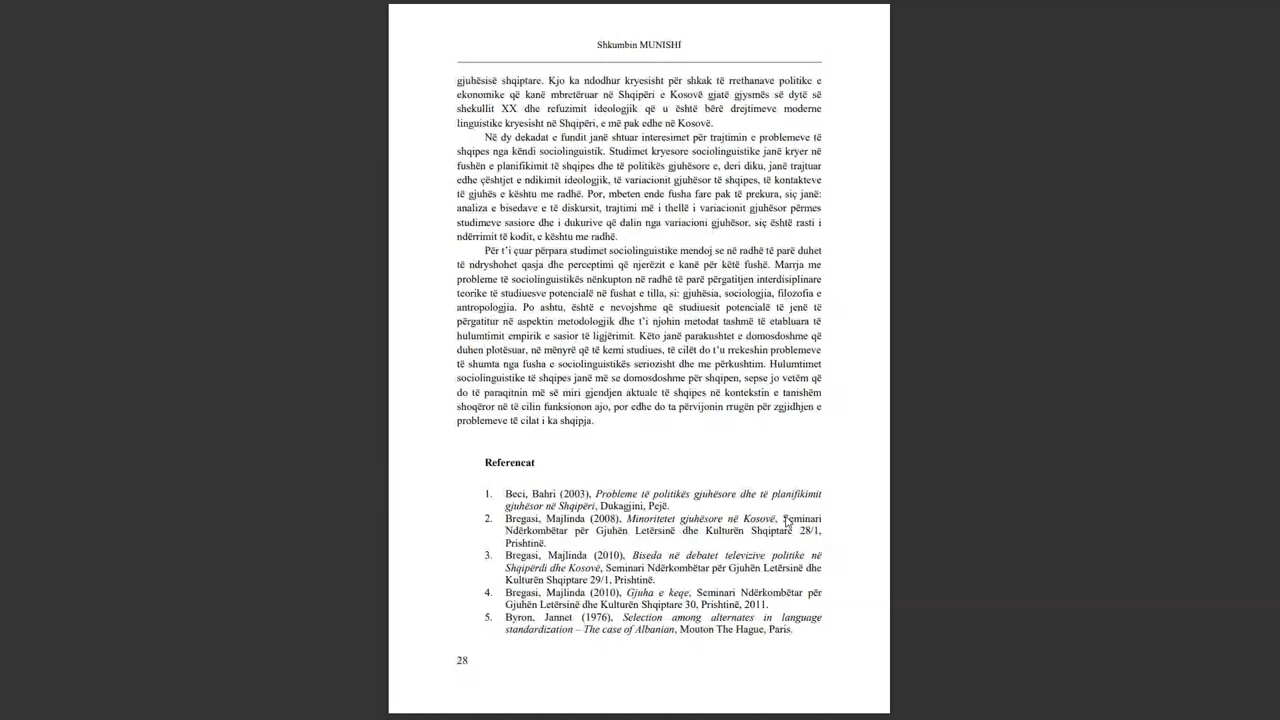 Shkumbin MUNISHI
gjuhësisë shqiptare. Kjo ka ndodhur kryesisht për shkak të rrethanave politike e
ekonomike që kanë mbretëruar në Shqipëri e Kosovë gjatë gjysmës së dytë së
shekullit XX dhe refuzimit ideologjik që u është bërë drejtimeve moderne
linguistike kryesisht në Shqipëri, e më pak edhe në Kosovë.
Në dy dekadat e fundit janë shtuar interesimet për trajtimin e problemeve të
shqipes nga këndi sociolinguistik. Studimet kryesore sociolinguistike janë kryer në
fushën e planifikimit të shqipes dhe të politikës gjuhësore e, deri diku, janë trajtuar
edhe çështjet e ndikimit ideologjik, të variacionit gjuhësor të shqipes, të kontakteve
të gjuhës e kështu me radhë. Por, mbeten ende fusha fare pak të prekura, siç janë:
analiza e bisedave e të diskursit, trajtimi më i thellë i variacionit gjuhësor përmes
studimeve sasiore dhe i dukurive që dalin nga variacioni gjuhësor, siç është rasti i
ndërrimit të kodit, e kështu me radhë.
Për t'i çuar përpara studimet sociolinguistike mendoj se në radhë të parë duhet
të ndryshohet qasja dhe perceptimi që njerëzit e kanë për këtë fushë. Marrja me
probleme të sociolinguistikës nënkupton në radhë të parë përgatitjen interdisiplinare
teorike të studiuesve potencialë në fushat e tilla, si: gjuhësia, sociologjia, filozofia e
antropologjia. Po ashtu, është e nevojshme që studiuesit potencialë të jenë të
përgatitur në aspektin metodologjik dhe t'i njohin metodat tashmë të etabluara të
hulumtimit empirik e sasior të ligjërimit. Këto janë parakushtet e domosdoshme që
duhen plotësuar, në mënyrë që të kemi studiues, të cilët do t'u rrekeshin problemeve
të shumta nga fusha e sociolinguistikës seriozisht dhe me përkushtim. Hulumtimet
sociolinguistike të shqipes janë më se domosdoshme për shqipen, sepse jo vetëm që
do të paraqitnin më së miri gjendjen aktuale të shqipes në kontekstin e tanishëm
shoqëror në të cilin funksionon ajo, por edhe do ta përvijonin rrugën për zgjidhjen e
problemeve të cilat i ka shqipja.
Referencat
1. Beci, Bahri (2003), Probleme të politikës gjuhësore dhe të planifikimit
gjuhësor në Shqipëri, Dukagjini, Pejë.
2. Bregasi, Majlinda (2008), Minoritetet gjuhësore në Kosovë, Seminari
Ndërkombëtar për Gjuhën Letërsinë dhe Kulturën Shqiptare 28/1,
Prishtinë.
3. Bregasi, Majlinda (2010), Biseda në debatet televizive politike në
Shqipërdi dhe Kosovë, Seminari Ndërkombëtar për Gjuhën Letërsinë dhe
Kulturën Shqiptare 29/1, Prishtinë.
4. Bregasi, Majlinda (2010), Gjuha e keqe, Seminari Ndërkombëtar për
Gjuhën Letërsinë dhe Kulturën Shqiptare 30, Prishtinë, 2011.
5. Byron, Jannet (1976), Selection among alternates in language
standardization – The case of Albanian, Mouton The Hague, Paris.
28